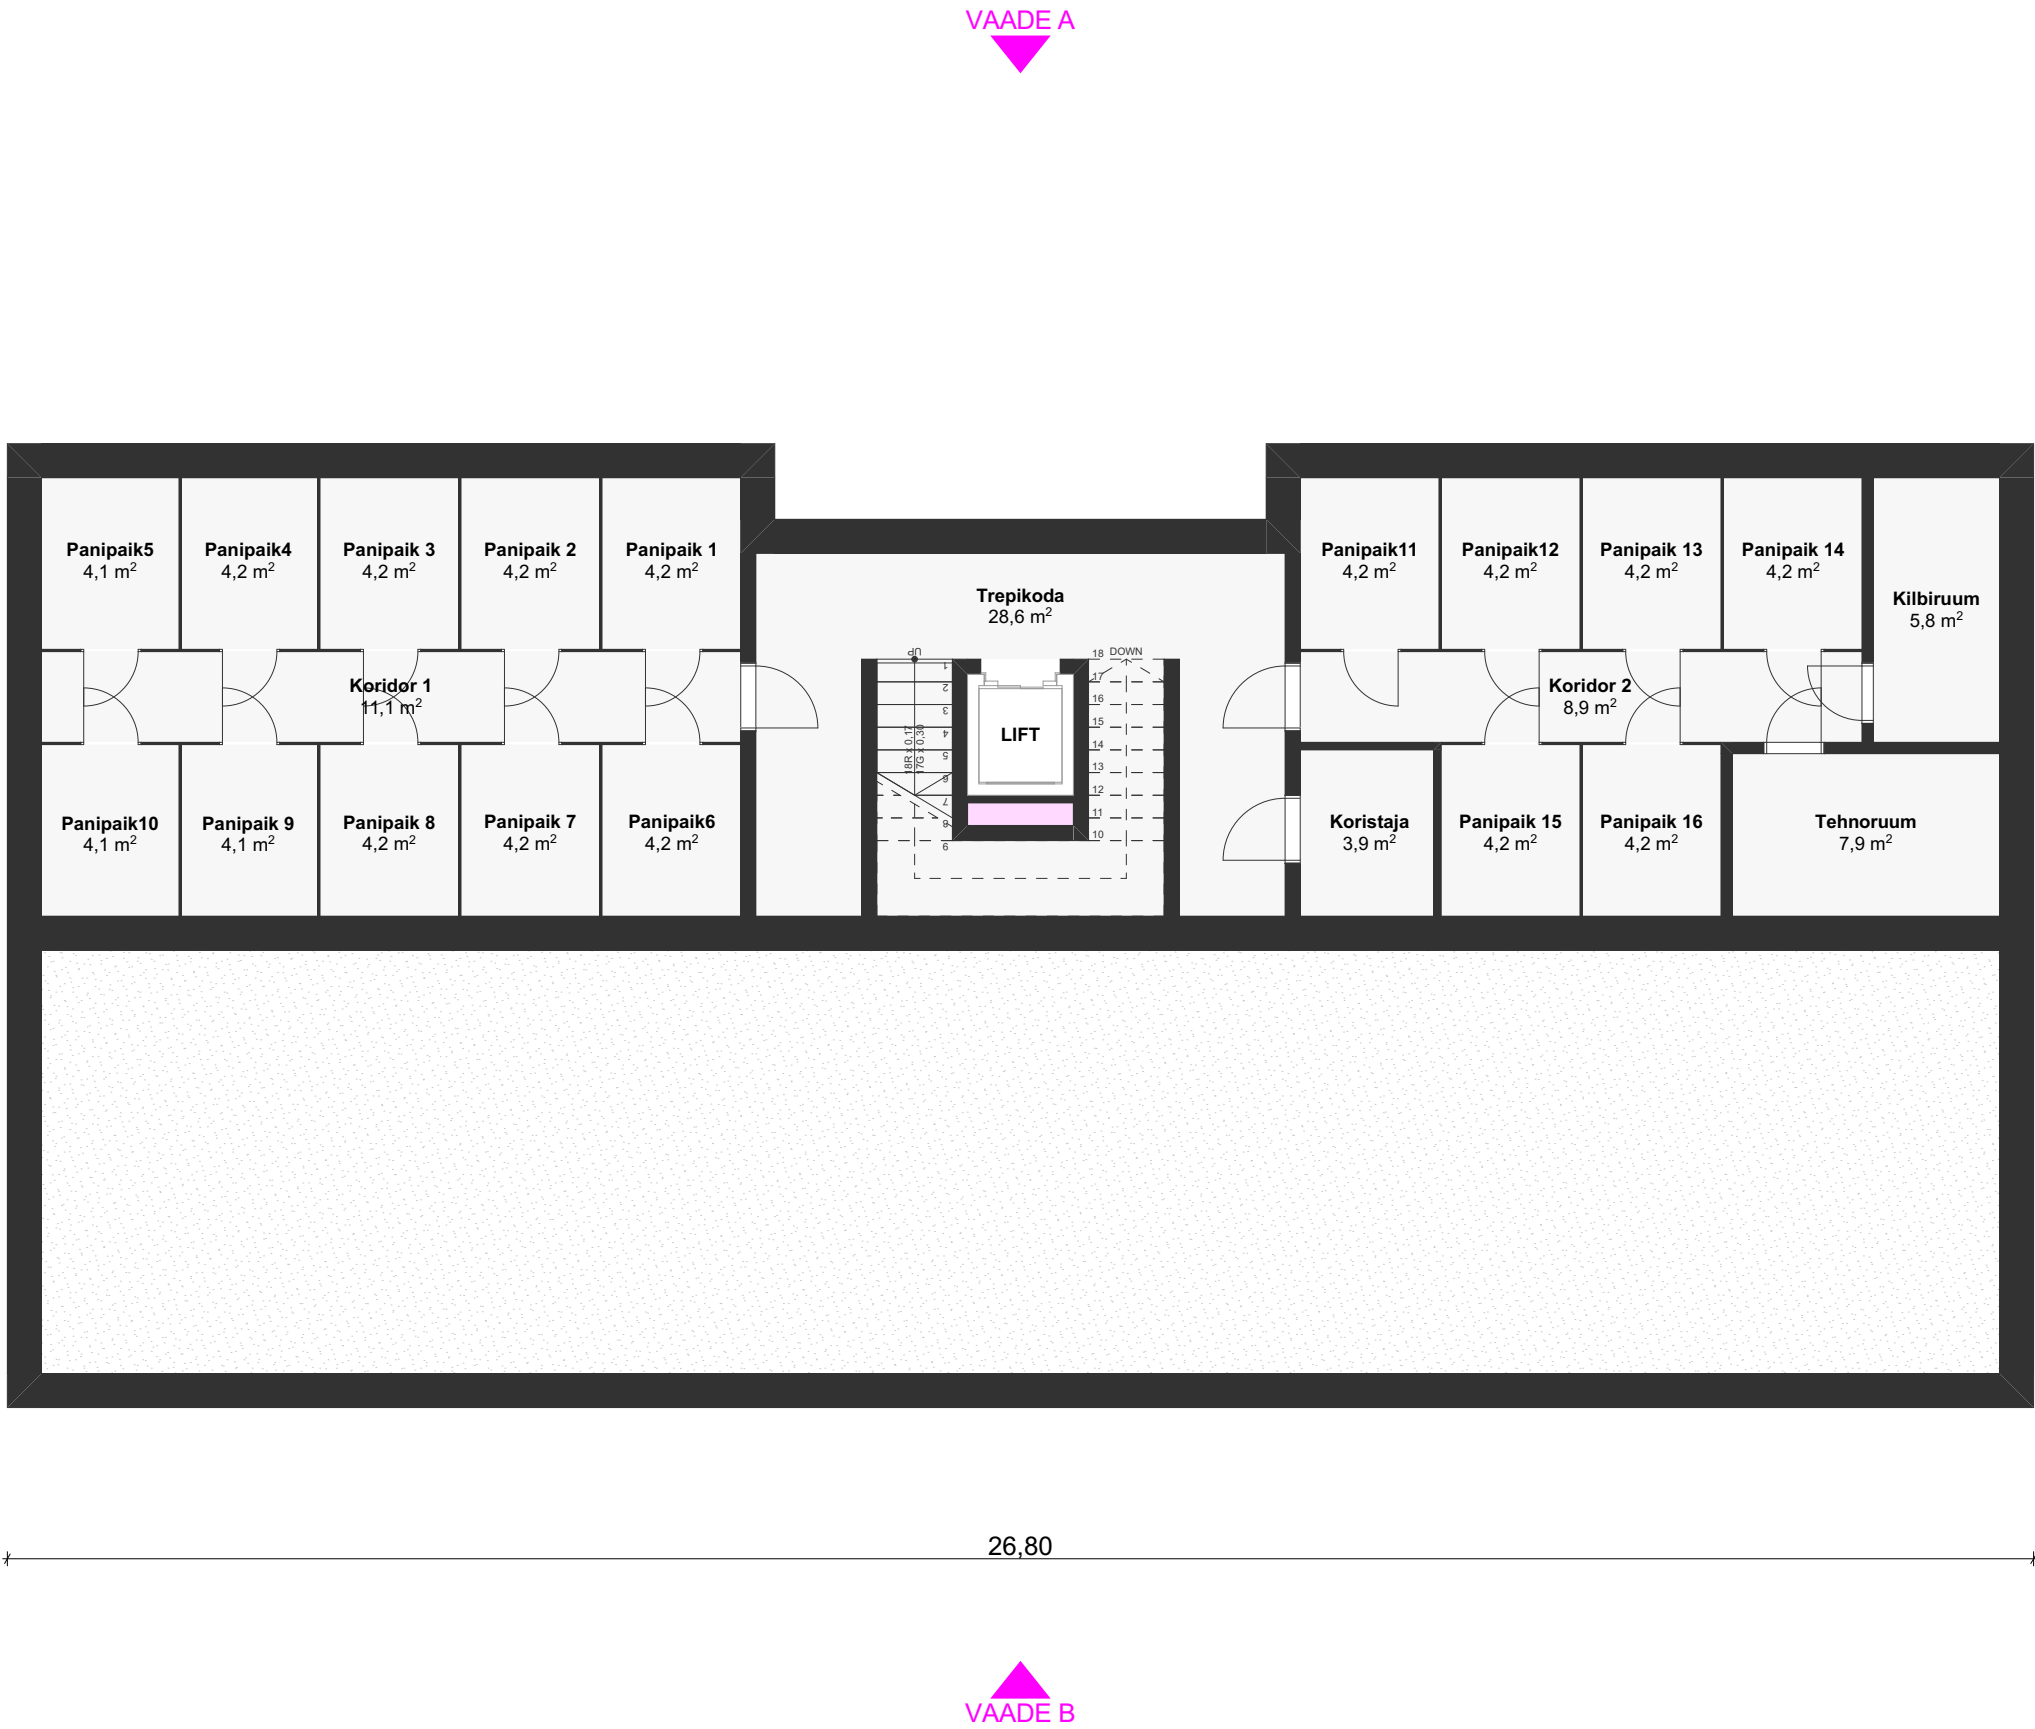 VAADE A
Panipaik5
4,1 m²
Panipaik4
4,2 m²
Panipaik 3
4,2 m²
Panipaik 2
4,2 m²
Panipaik 1
4,2 m²
Trepikoda
28,6 m²
Panipaik11
4,2 m²
Panipaik12
4,2 m²
Panipaik 13
4,2 m²
Panipaik 14
4,2 m²
Kilbiruum
5,8 m²
Koridor 1
11,1 m²
UP
1
2
3
4
5
6
7
8
9
18R x 0,17
17G x 0,30
LIFT
DOWN
18
17
16
15
14
13
12
11
10
Koridor 2
8,9 m²
Panipaik10
4,1 m²
Panipaik 9
4,1 m²
Panipaik 8
4,2 m²
Panipaik 7
4,2 m²
Panipaik6
4,2 m²
Koristaja
3,9 m²
Panipaik 15
4,2 m²
Panipaik 16
4,2 m²
Tehnoruum
7,9 m²
26,80
VAADE B